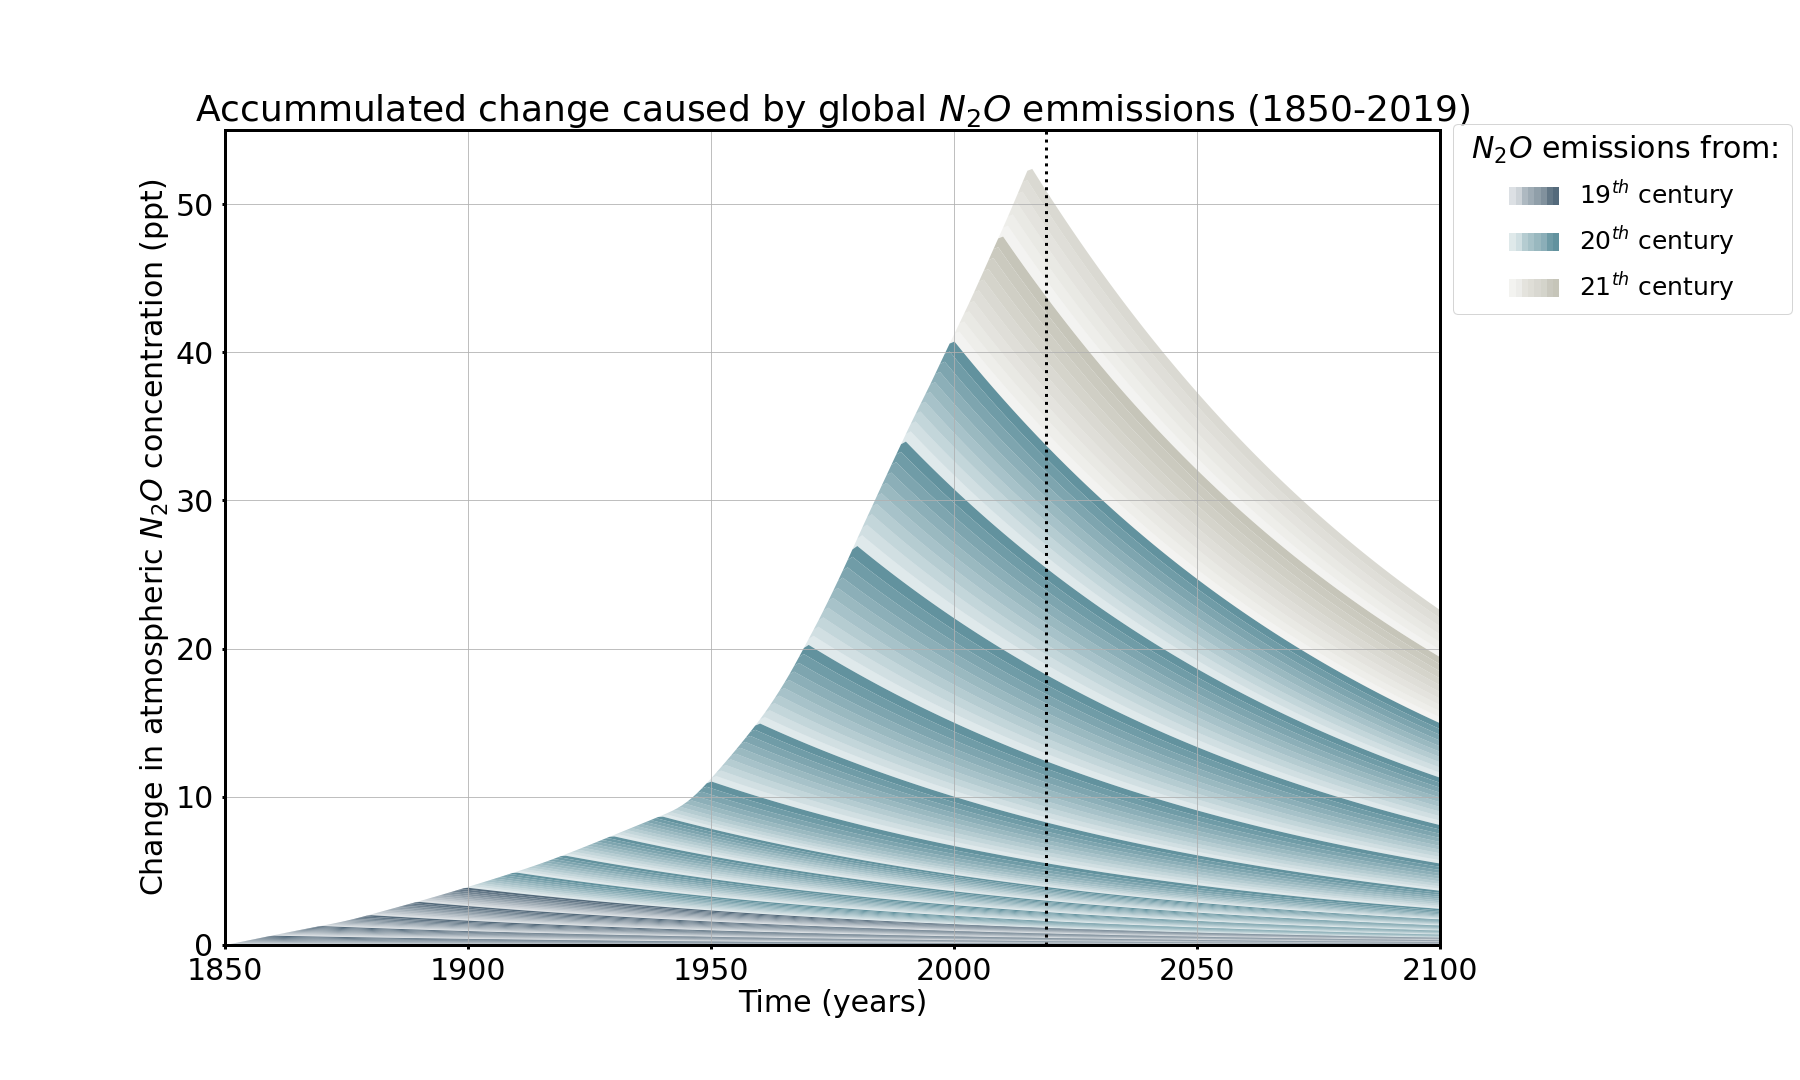 Accummulated change caused by global N₂O emmissions (1850-2019)
N₂O emissions from:
19ᵗʰ century
20ᵗʰ century
21ᵗʰ century
Change in atmospheric N₂O concentration (ppt)
50
40
30
20
10
0
1850 1900 1950 2000 2050 2100
Time (years)